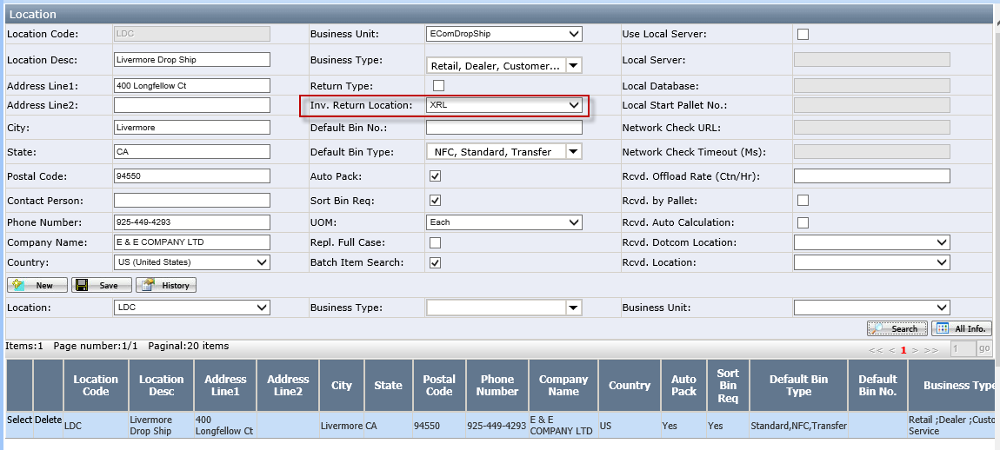 Location
Location Code: LDC Business Unit: EComDropShip Use Local Server:
Location Desc: Livermore Drop Ship Business Type: Retail, Dealer, Customer... Local Server:
Address Line1: 400 Longfellow Ct Return Type: Local Database:
Address Line2: Inv. Return Location: XRL Local Start Pallet No.:
City: Livermore Default Bin No.: Network Check URL:
State: CA Default Bin Type: NFC, Standard, Transfer Network Check Timeout (Ms):
Postal Code: 94550 Auto Pack: Rcvd. Offload Rate (Ctn/Hr):
Contact Person: Sort Bin Req: Rcvd. by Pallet:
Phone Number: 925-449-4293 UOM: Each Rcvd. Auto Calculation:
Company Name: E & E COMPANY LTD Repl. Full Case: Rcvd. Dotcom Location:
Country: US (United States) Batch Item Search: Rcvd. Location:
New Save History
Location: LDC Business Type: Business Unit:
Search All Info.
Items:1 Page number:1/1 Paginal:20 items << < 1 > >> 1 go
Location Code Location Desc Address Line1 Address Line2 City State Postal Code Phone Number Company Name Country Auto Pack Sort Bin Req Default Bin Type Default Bin No. Business Type
Select Delete LDC Livermore Drop Ship 400 Longfellow Ct Livermore CA 94550 925-449-4293 E & E COMPANY LTD US Yes Yes Standard,NFC,Transfer Retail ;Dealer ;Custo Service